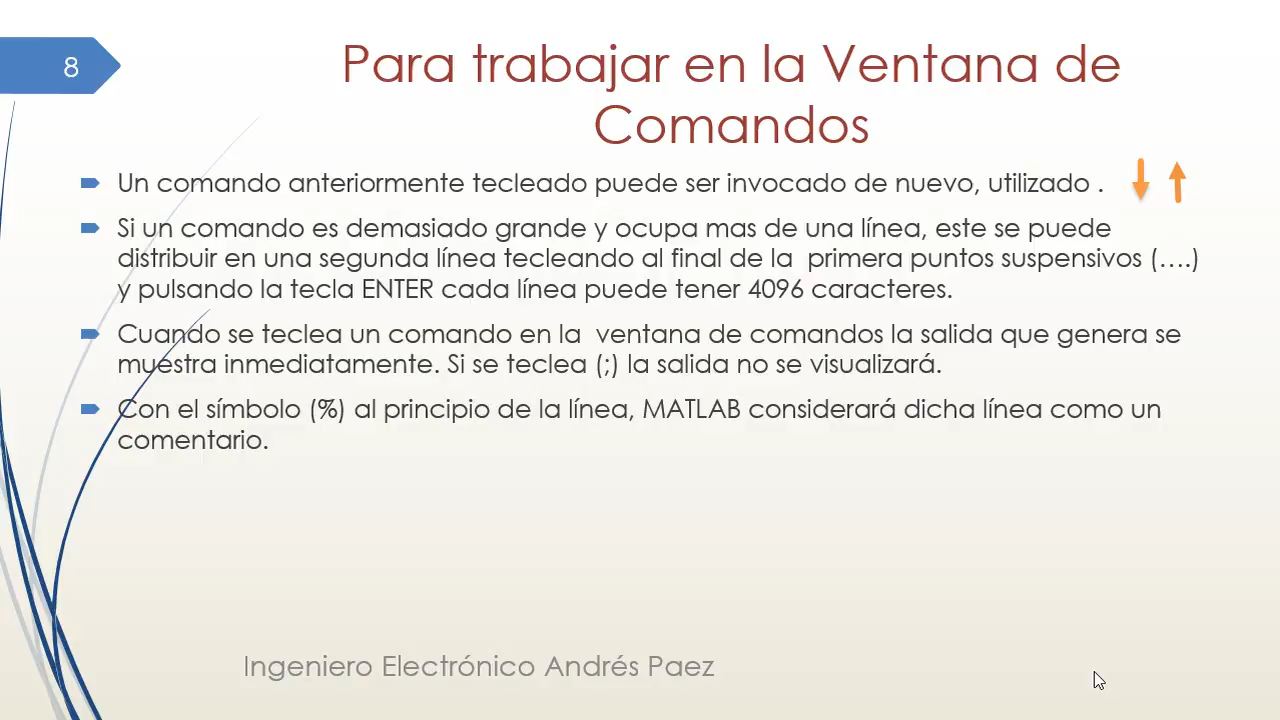 8
Para trabajar en la Ventana de
Comandos
Un comando anteriormente tecleado puede ser invocado de nuevo, utilizado .
Si un comando es demasiado grande y ocupa mas de una línea, este se puede
distribuir en una segunda línea tecleando al final de la primera puntos suspensivos (….)
y pulsando la tecla ENTER cada línea puede tener 4096 caracteres.
Cuando se teclea un comando en la ventana de comandos la salida que genera se
muestra inmediatamente. Si se teclea (;) la salida no se visualizará.
Con el símbolo (%) al principio de la línea, MATLAB considerará dicha línea como un
comentario.
Ingeniero Electrónico Andrés Paez